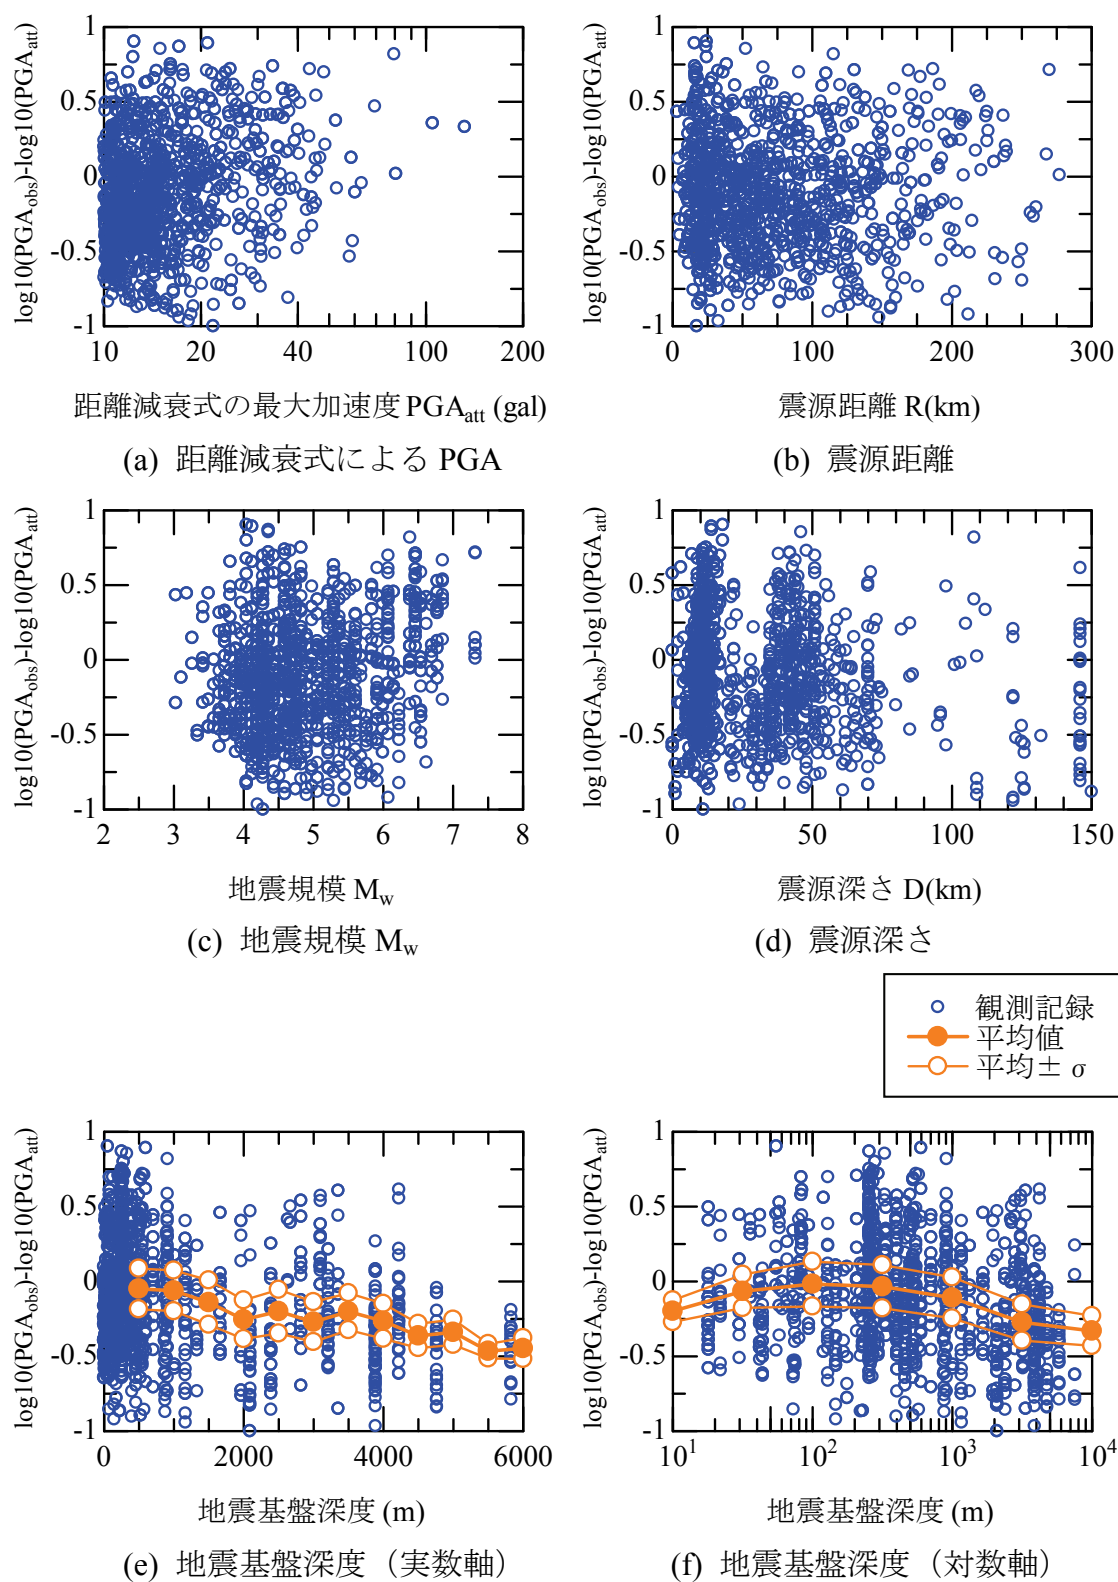 log10(PGAobs)-log10(PGAatt)
1
0.5
0
-0.5
-1
10 20 40 100 200
距離減衰式の最大加速度 PGAatt (gal)
(a) 距離減衰式による PGA
log10(PGAobs)-log10(PGAatt)
1
0.5
0
-0.5
-1
0 100 200 300
震源距離 R(km)
(b) 震源距離
log10(PGAobs)-log10(PGAatt)
1
0.5
0
-0.5
-1
2 3 4 5 6 7 8
地震規模 Mw
(c) 地震規模 Mw
log10(PGAobs)-log10(PGAatt)
1
0.5
0
-0.5
-1
0 50 100 150
震源深さ D(km)
(d) 震源深さ
観測記録
平均値
平均± σ
log10(PGAobs)-log10(PGAatt)
1
0.5
0
-0.5
-1
0 2000 4000 6000
地震基盤深度 (m)
(e) 地震基盤深度（実数軸）
log10(PGAobs)-log10(PGAatt)
1
0.5
0
-0.5
-1
10¹ 10² 10³ 10⁴
地震基盤深度 (m)
(f) 地震基盤深度（対数軸）